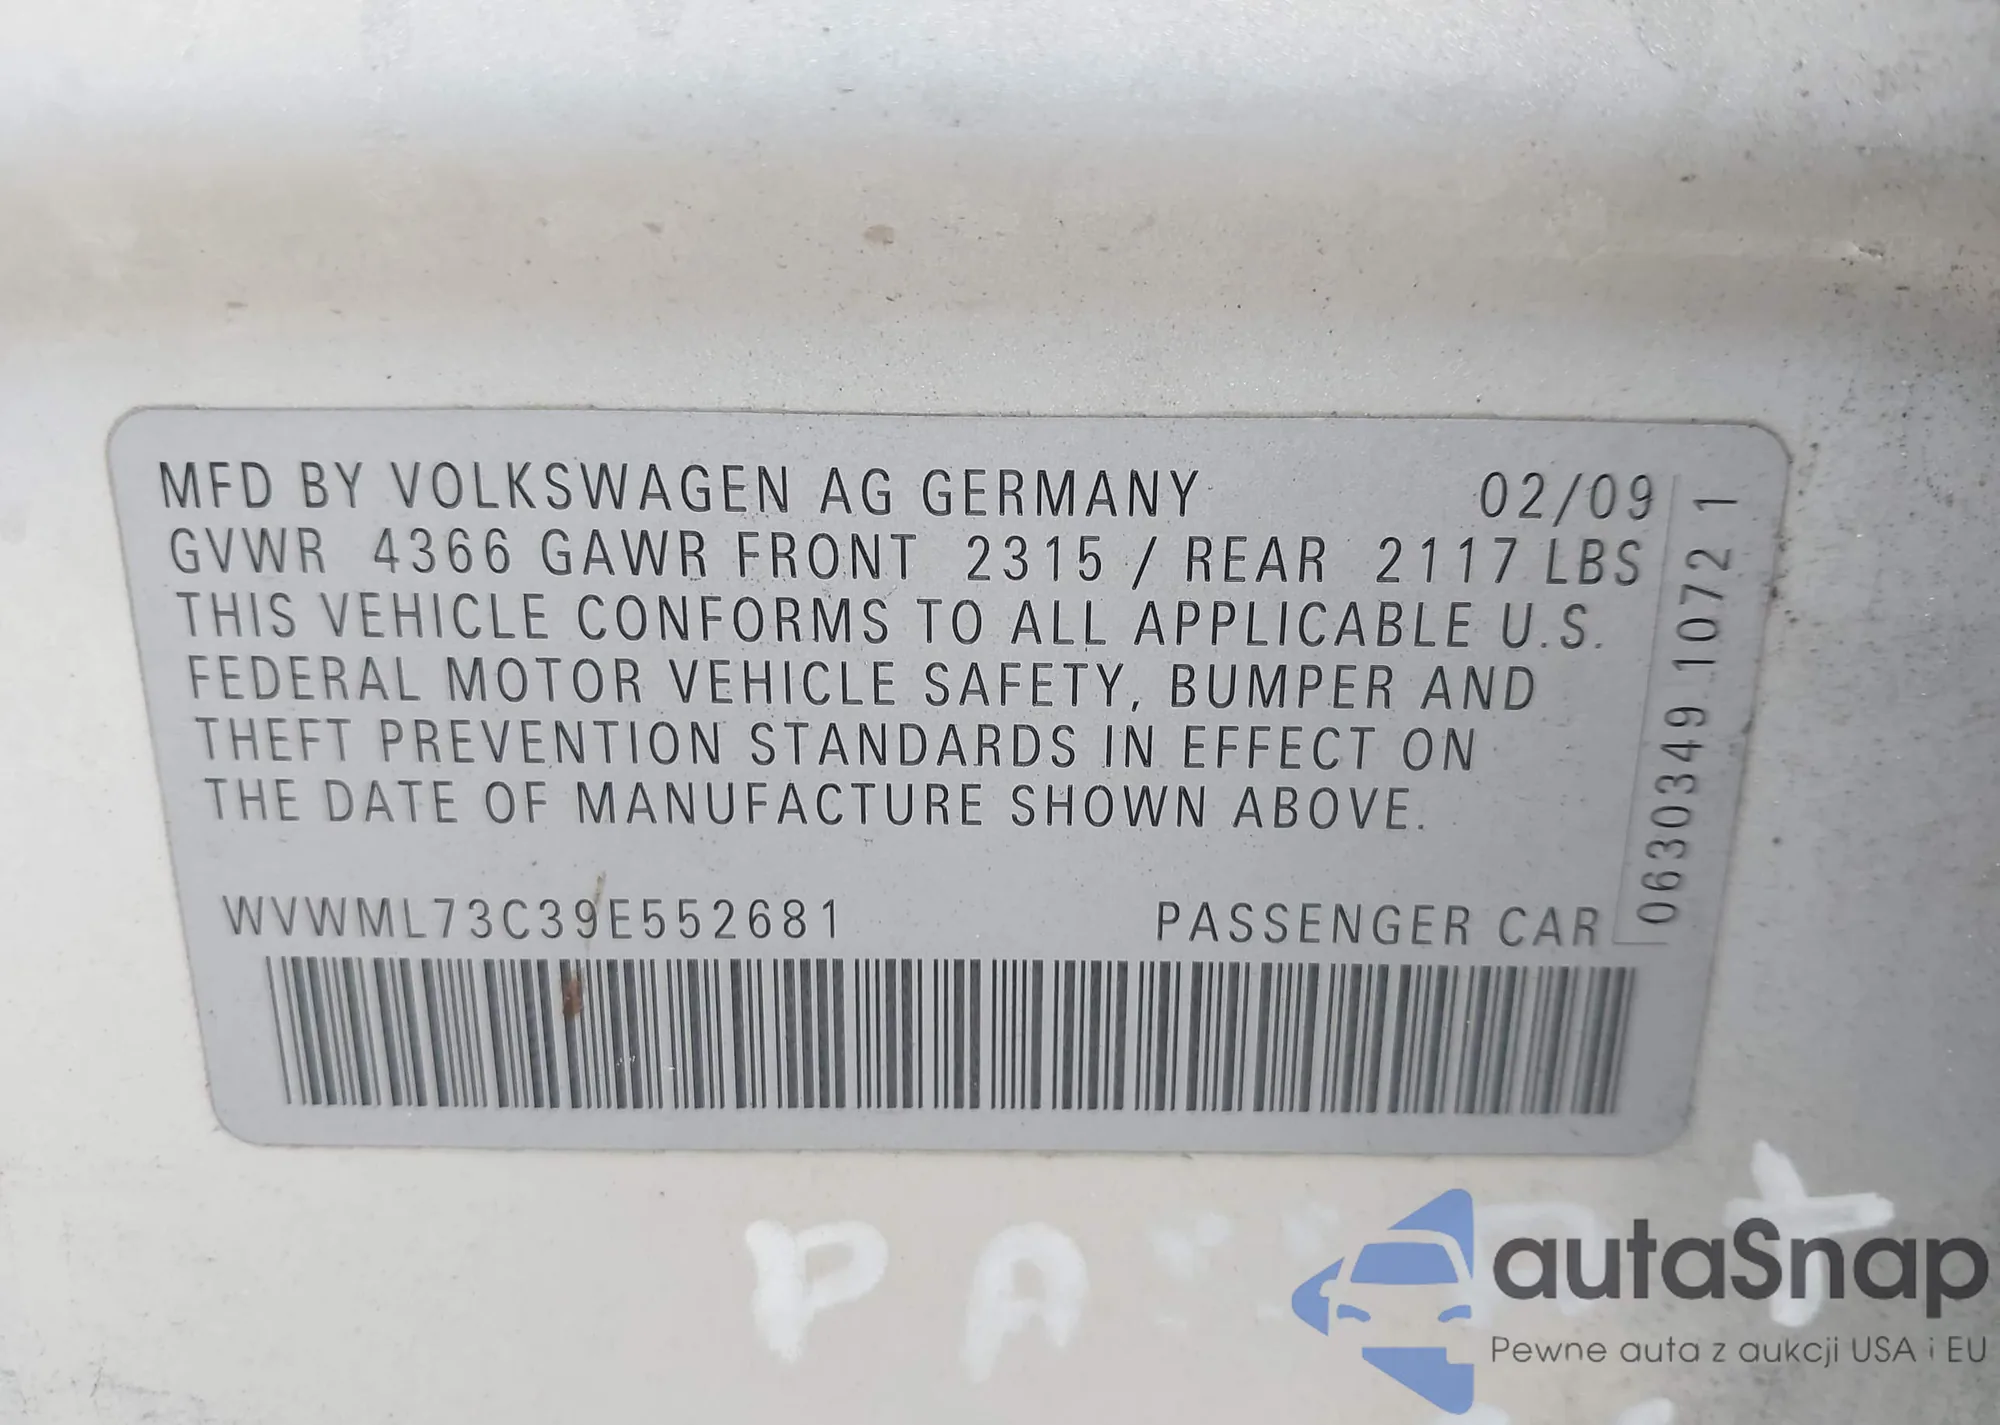 MFD BY VOLKSWAGEN AG GERMANY 02/09
GVWR 4366 GAWR FRONT 2315 / REAR 2117 LBS
THIS VEHICLE CONFORMS TO ALL APPLICABLE U.S.
FEDERAL MOTOR VEHICLE SAFETY, BUMPER AND
THEFT PREVENTION STANDARDS IN EFFECT ON
THE DATE OF MANUFACTURE SHOWN ABOVE.
WVWML73C39E552681 PASSENGER CAR
0630349 1072 1
autaSnap
Pewne auta z aukcji USA i EU